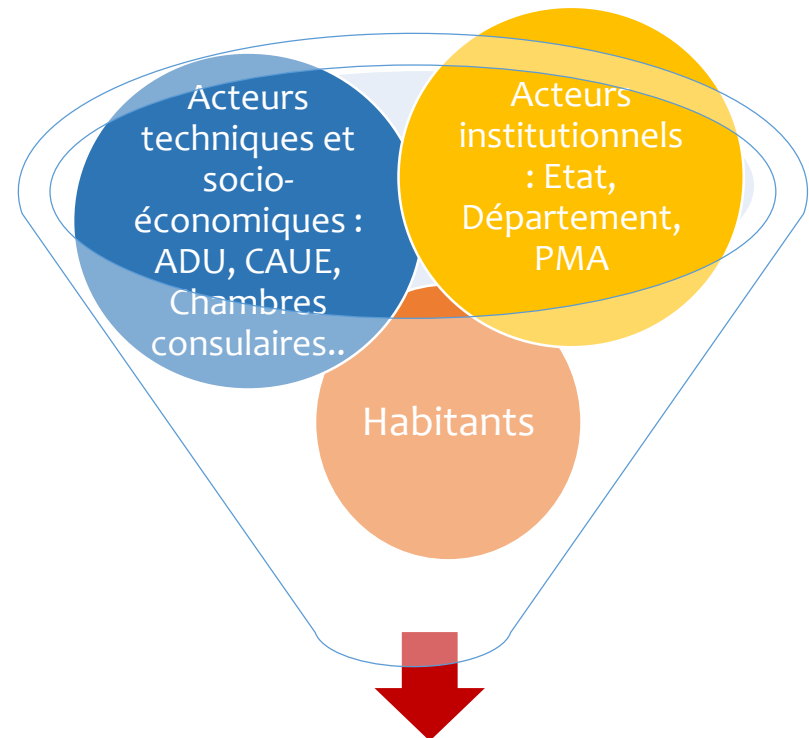 Acteurs
techniques et
socio-
économiques :
ADU, CAUE,
Chambres
consulaires..
Acteurs
institutionnels
: Etat,
Département,
PMA
Habitants